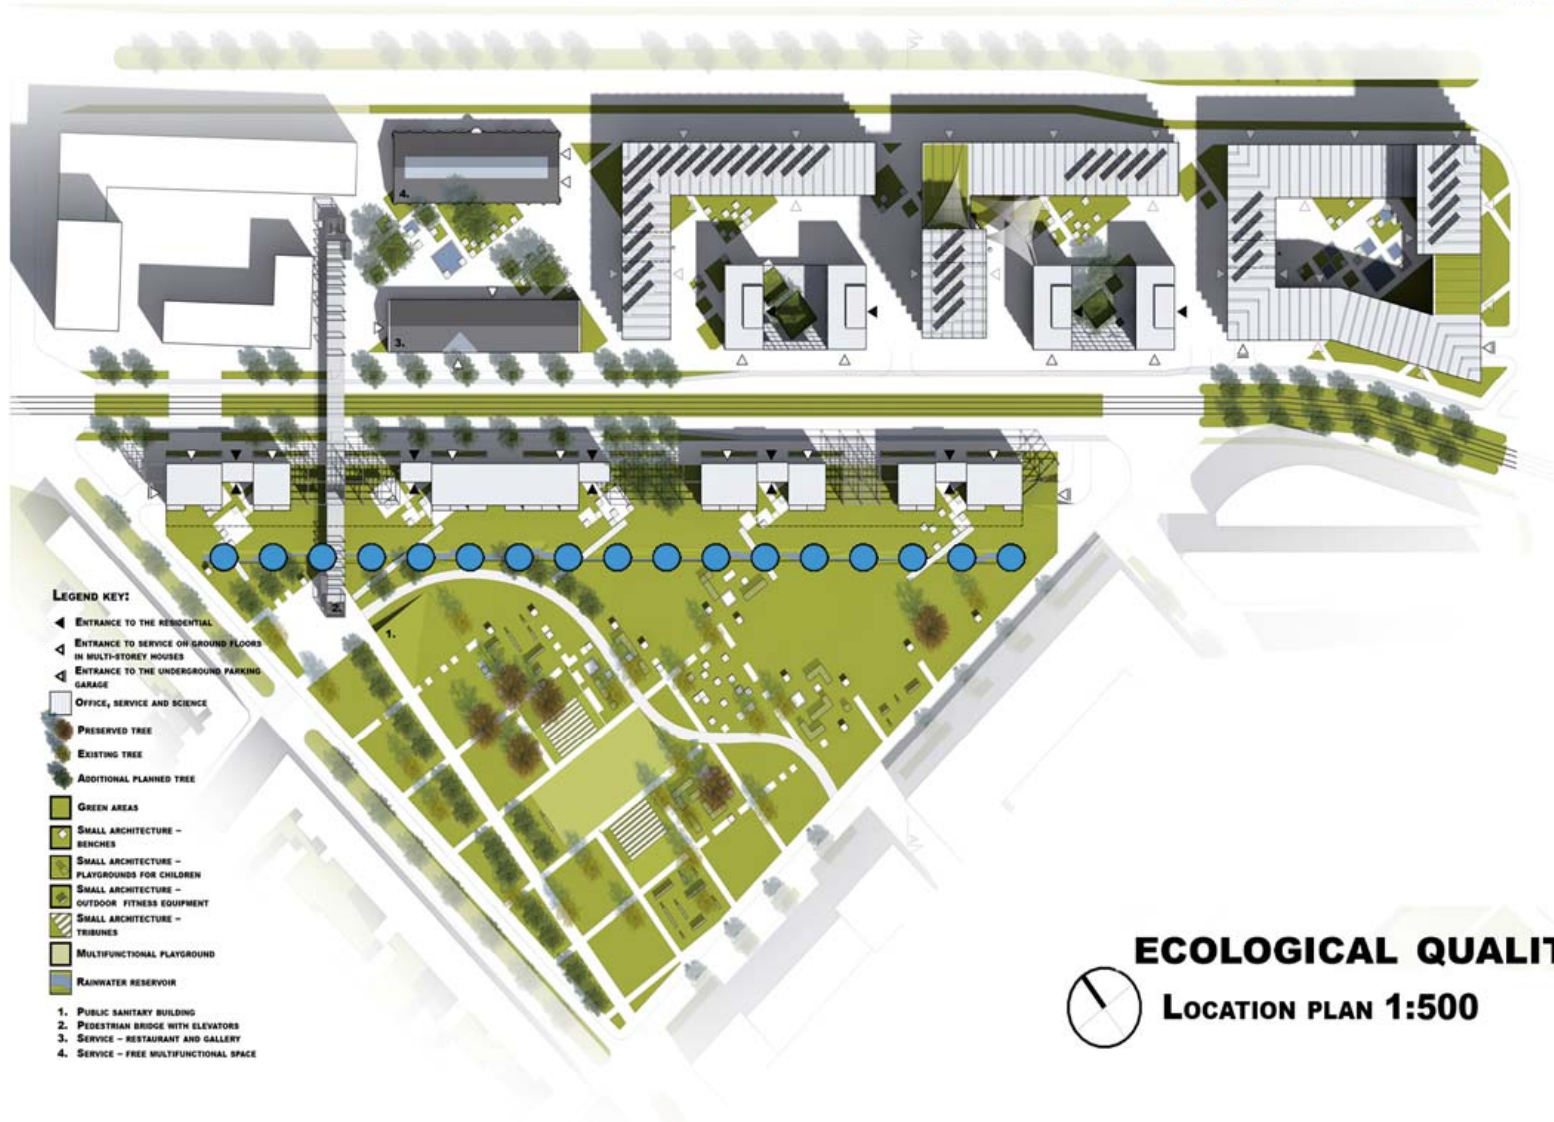 4.
3.
2.
1.
LEGEND KEY:
ENTRANCE TO THE RESIDENTIAL
ENTRANCE TO SERVICE ON GROUND FLOORS
IN MULTI-STOREY HOUSES
ENTRANCE TO THE UNDERGROUND PARKING
GARAGE
OFFICE, SERVICE AND SCIENCE
PRESERVED TREE
EXISTING TREE
ADDITIONAL PLANNED TREE
GREEN AREAS
SMALL ARCHITECTURE –
BENCHES
SMALL ARCHITECTURE –
PLAYGROUNDS FOR CHILDREN
SMALL ARCHITECTURE –
OUTDOOR FITNESS EQUIPMENT
SMALL ARCHITECTURE –
TRIBUNES
MULTIFUNCTIONAL PLAYGROUND
RAINWATER RESERVOIR
1. PUBLIC SANITARY BUILDING
2. PEDESTRIAN BRIDGE WITH ELEVATORS
3. SERVICE – RESTAURANT AND GALLERY
4. SERVICE – FREE MULTIFUNCTIONAL SPACE
ECOLOGICAL QUALIT
LOCATION PLAN 1:500